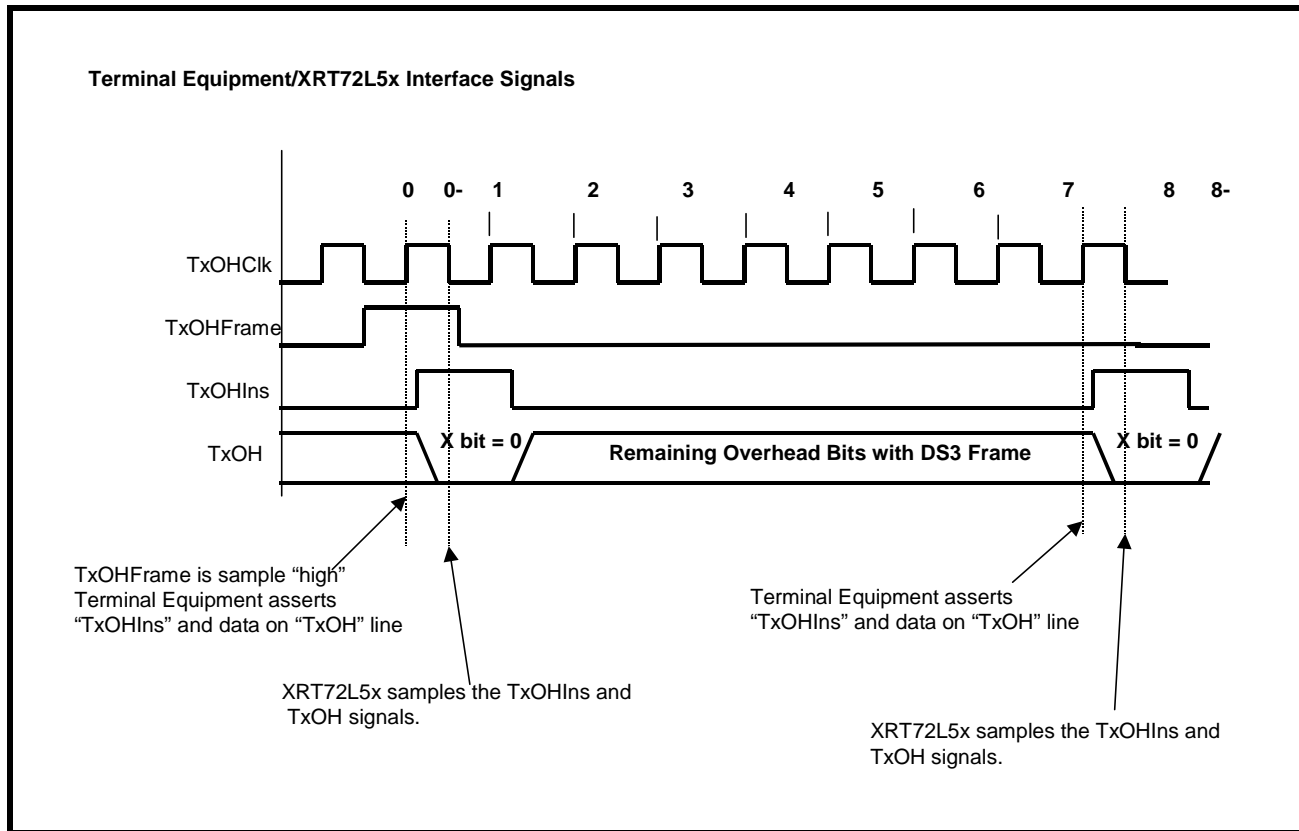 Terminal Equipment/XRT72L5x Interface Signals
0 0- 1 2 3 4 5 6 7 8 8-
TxOHClk
TxOHFrame
TxOHIns
X bit = 0 X bit = 0
TxOH Remaining Overhead Bits with DS3 Frame
TxOHFrame is sample “high”
Terminal Equipment asserts
“TxOHIns” and data on “TxOH” line
Terminal Equipment asserts
“TxOHIns” and data on “TxOH” line
XRT72L5x samples the TxOHIns and
TxOH signals.
XRT72L5x samples the TxOHIns and
TxOH signals.